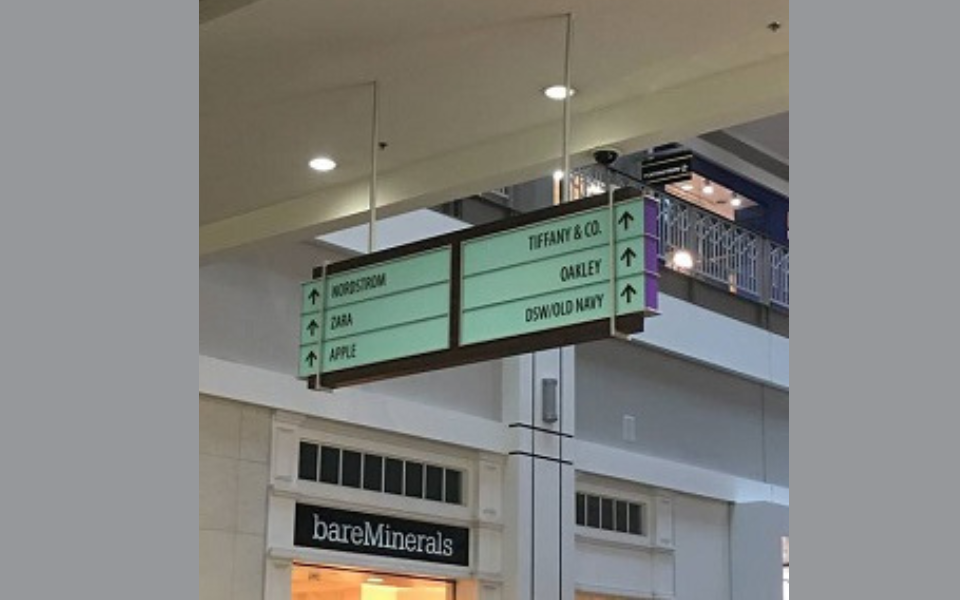 NORDSTROM
ZARA
APPLE
TIFFANY & CO.
OAKLEY
DSW/OLD NAVY
bareMinerals